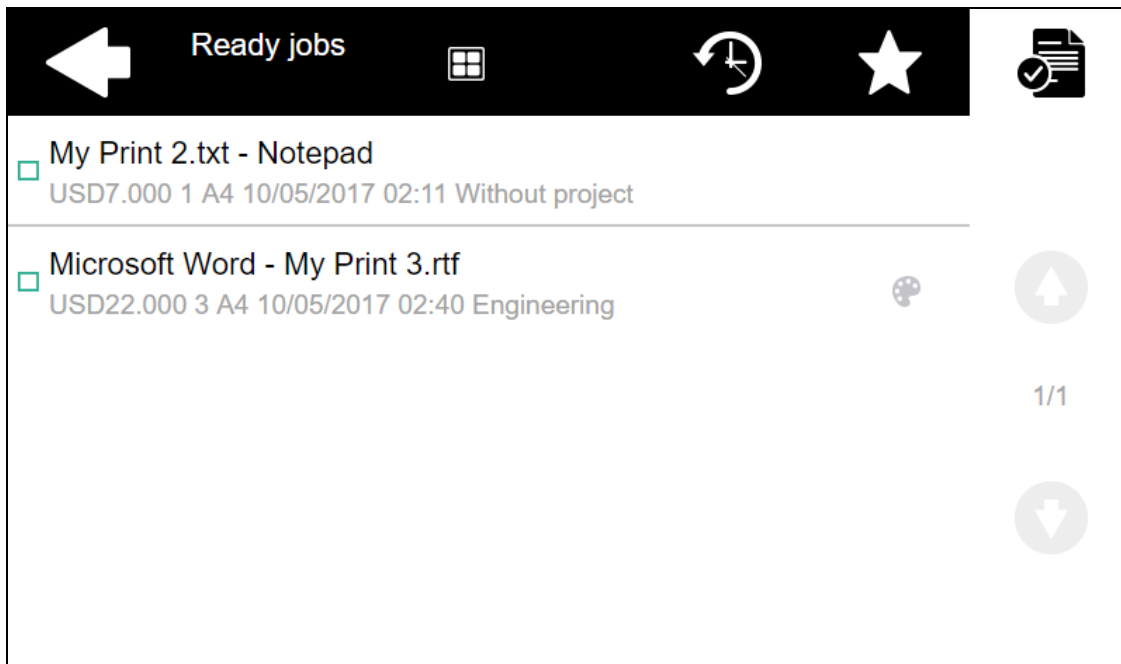 Ready jobs
My Print 2.txt - Notepad
USD7.000 1 A4 10/05/2017 02:11 Without project
Microsoft Word - My Print 3.rtf
USD22.000 3 A4 10/05/2017 02:40 Engineering
1/1